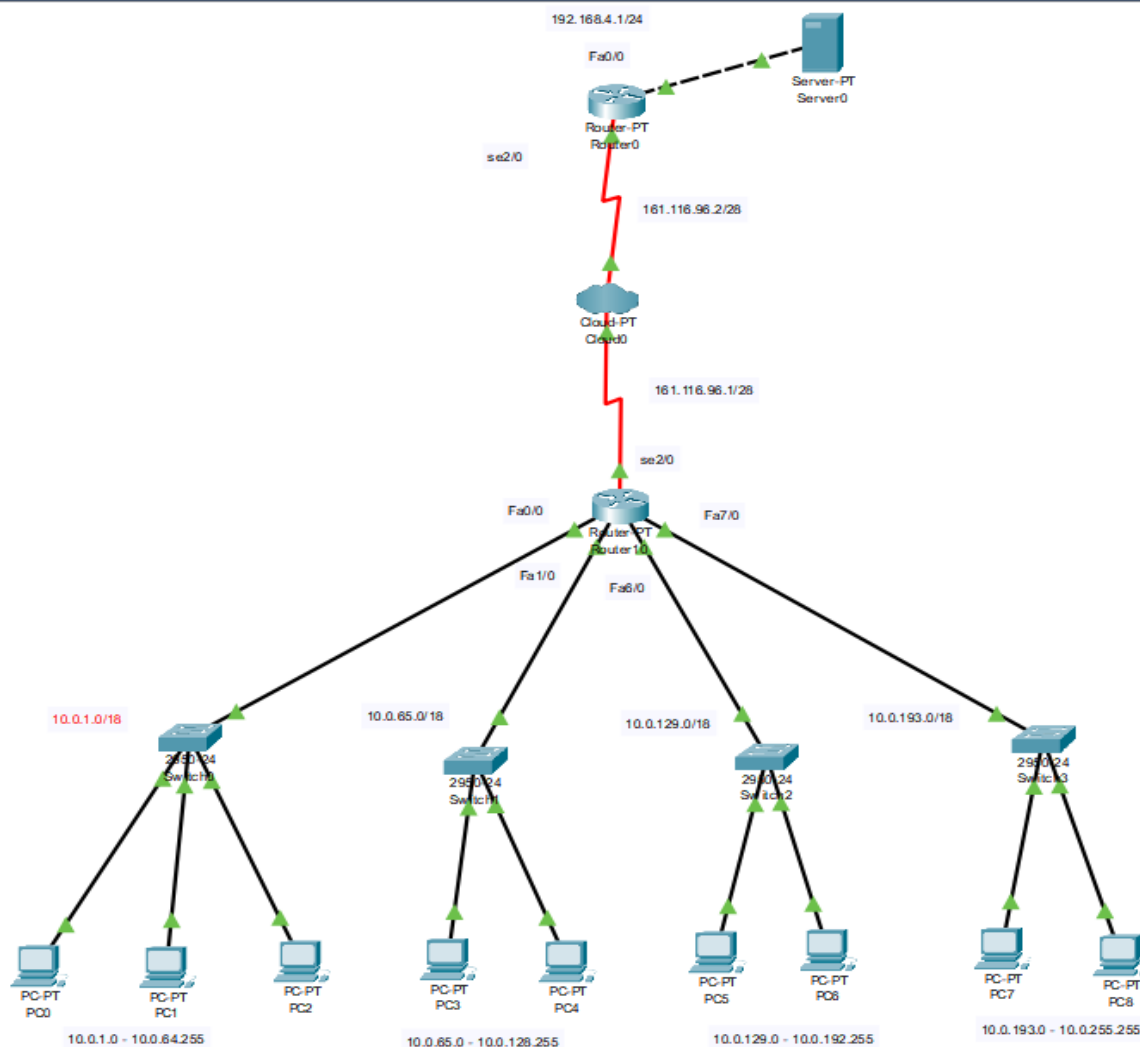 192.168.4.1/24
Fa0/0
Server-PT
Server0
Router-PT
Router0
se2/0
161.116.96.2/28
Cloud-PT
Cloud0
161.116.96.1/28
se2/0
Fa0/0
Fa7/0
Router-PT
Router10
Fa1/0
Fa6/0
10.0.1.0/18
10.0.65.0/18
10.0.129.0/18
10.0.193.0/18
2950-24
Switch0
2950-24
Switch1
2950-24
Switch2
2950-24
Switch3
PC-PT
PC0
PC-PT
PC1
PC-PT
PC2
PC-PT
PC3
PC-PT
PC4
PC-PT
PC5
PC-PT
PC6
PC-PT
PC7
PC-PT
PC8
10.0.1.0 - 10.0.64.255
10.0.65.0 - 10.0.128.255
10.0.129.0 - 10.0.192.255
10.0.193.0 - 10.0.255.255